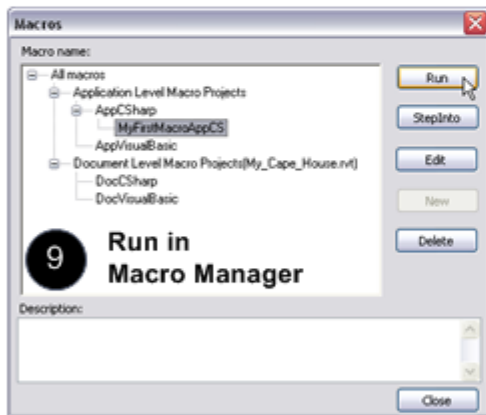 Macros
Macro name:
All macros
Application Level Macro Projects
AppCSharp
MyFirstMacroAppCS
AppVisualBasic
Document Level Macro Projects(My_Cape_House.rvt)
DocCSharp
DocVisualBasic
9
Run in
Macro Manager
Run
StepInto
Edit
New
Delete
Description:
Close